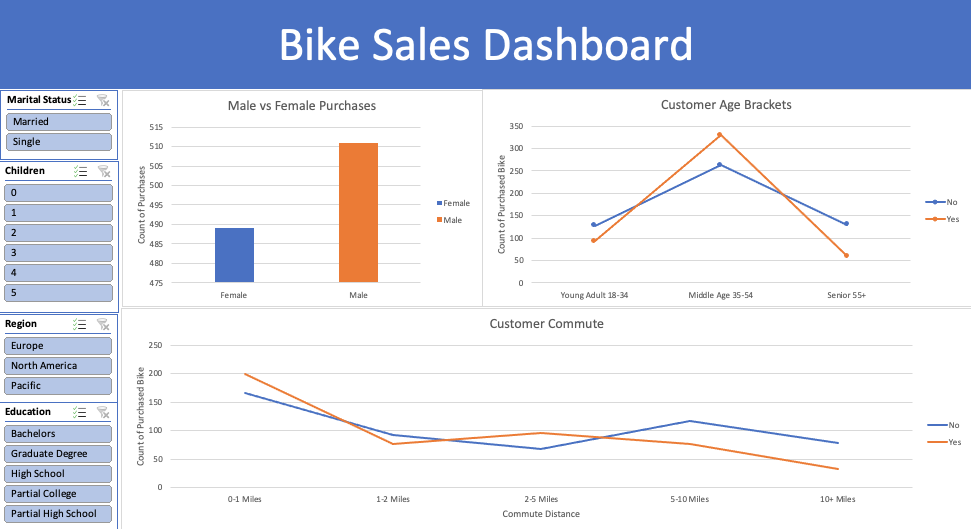 Bike Sales Dashboard
Marital Status
Married
Single
Children
0
1
2
3
4
5
Region
Europe
North America
Pacific
Education
Bachelors
Graduate Degree
High School
Partial College
Partial High School
Male vs Female Purchases
Count of Purchases
515
510
505
500
495
490
485
480
475
Female
Male
Female
Male
Customer Age Brackets
Count of Purchased Bike
350
300
250
200
150
100
50
0
Young Adult 18-34
Middle Age 35-54
Senior 55+
No
Yes
Customer Commute
Count of Purchased Bike
250
200
150
100
50
0
0-1 Miles
1-2 Miles
2-5 Miles
5-10 Miles
10+ Miles
Commute Distance
No
Yes